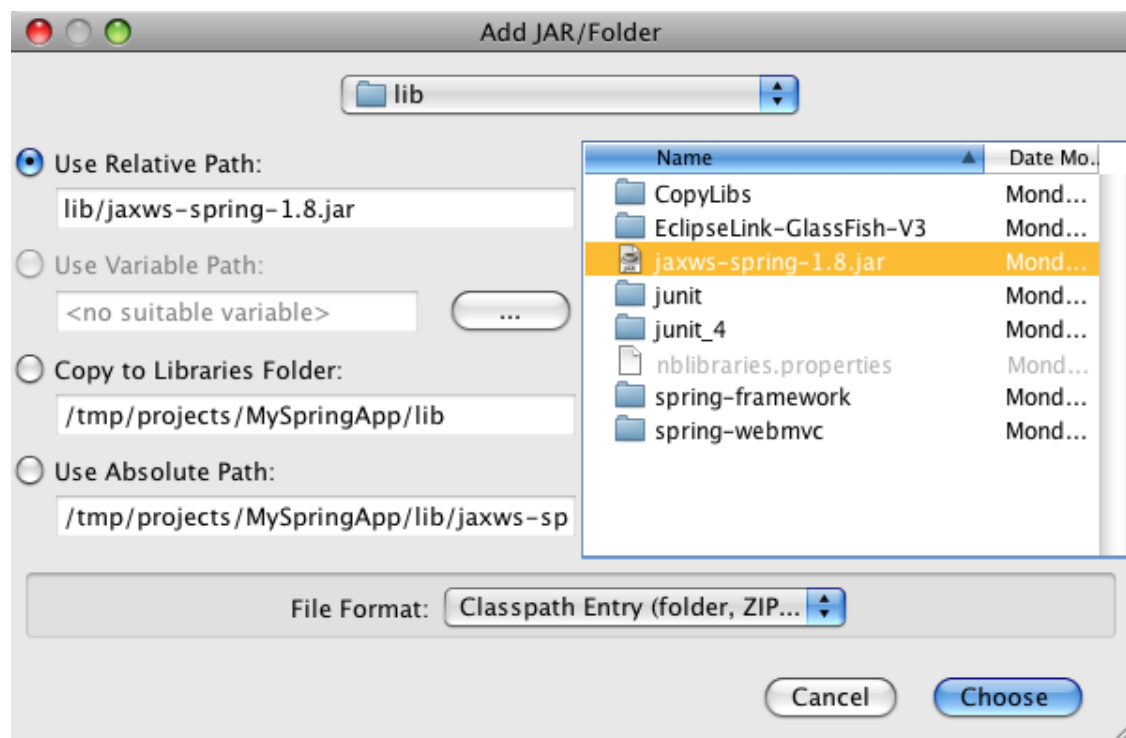 Add JAR/Folder
lib
Use Relative Path:
lib/jaxws-spring-1.8.jar
Use Variable Path:
<no suitable variable>
...
Copy to Libraries Folder:
/tmp/projects/MySpringApp/lib
Use Absolute Path:
/tmp/projects/MySpringApp/lib/jaxws-sp
Name Date Mo..
CopyLibs Mond...
EclipseLink-GlassFish-V3 Mond...
jaxws-spring-1.8.jar Mond...
junit Mond...
junit_4 Mond...
nblibraries.properties Mond...
spring-framework Mond...
spring-webmvc Mond...
File Format: Classpath Entry (folder, ZIP...
Cancel Choose